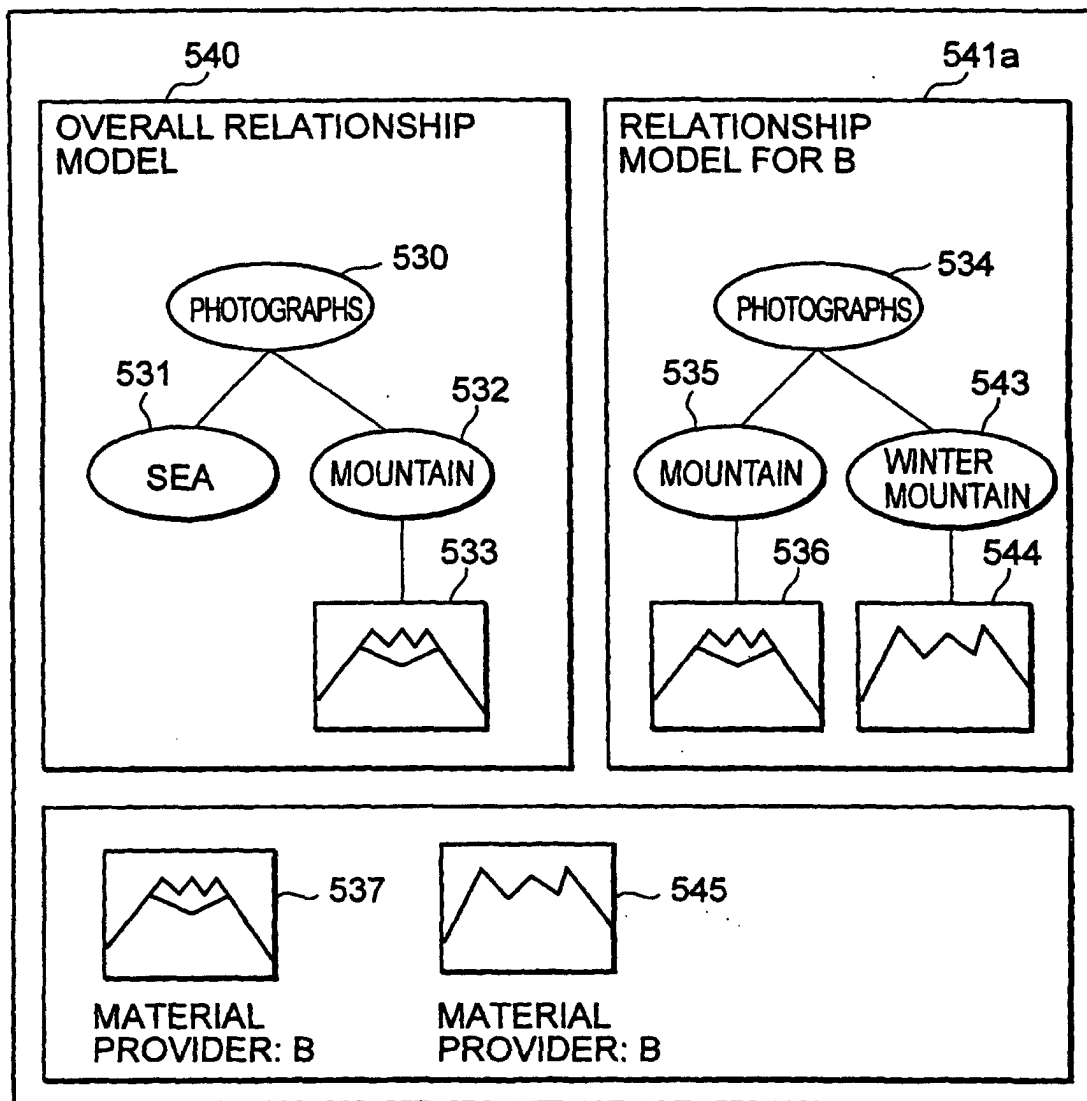 540
541a
OVERALL RELATIONSHIP
MODEL
RELATIONSHIP
MODEL FOR B
530
PHOTOGRAPHS
534
PHOTOGRAPHS
531
532
SEA
MOUNTAIN
535
543
MOUNTAIN
WINTER
MOUNTAIN
533
536
544
537
545
MATERIAL
PROVIDER: B
MATERIAL
PROVIDER: B